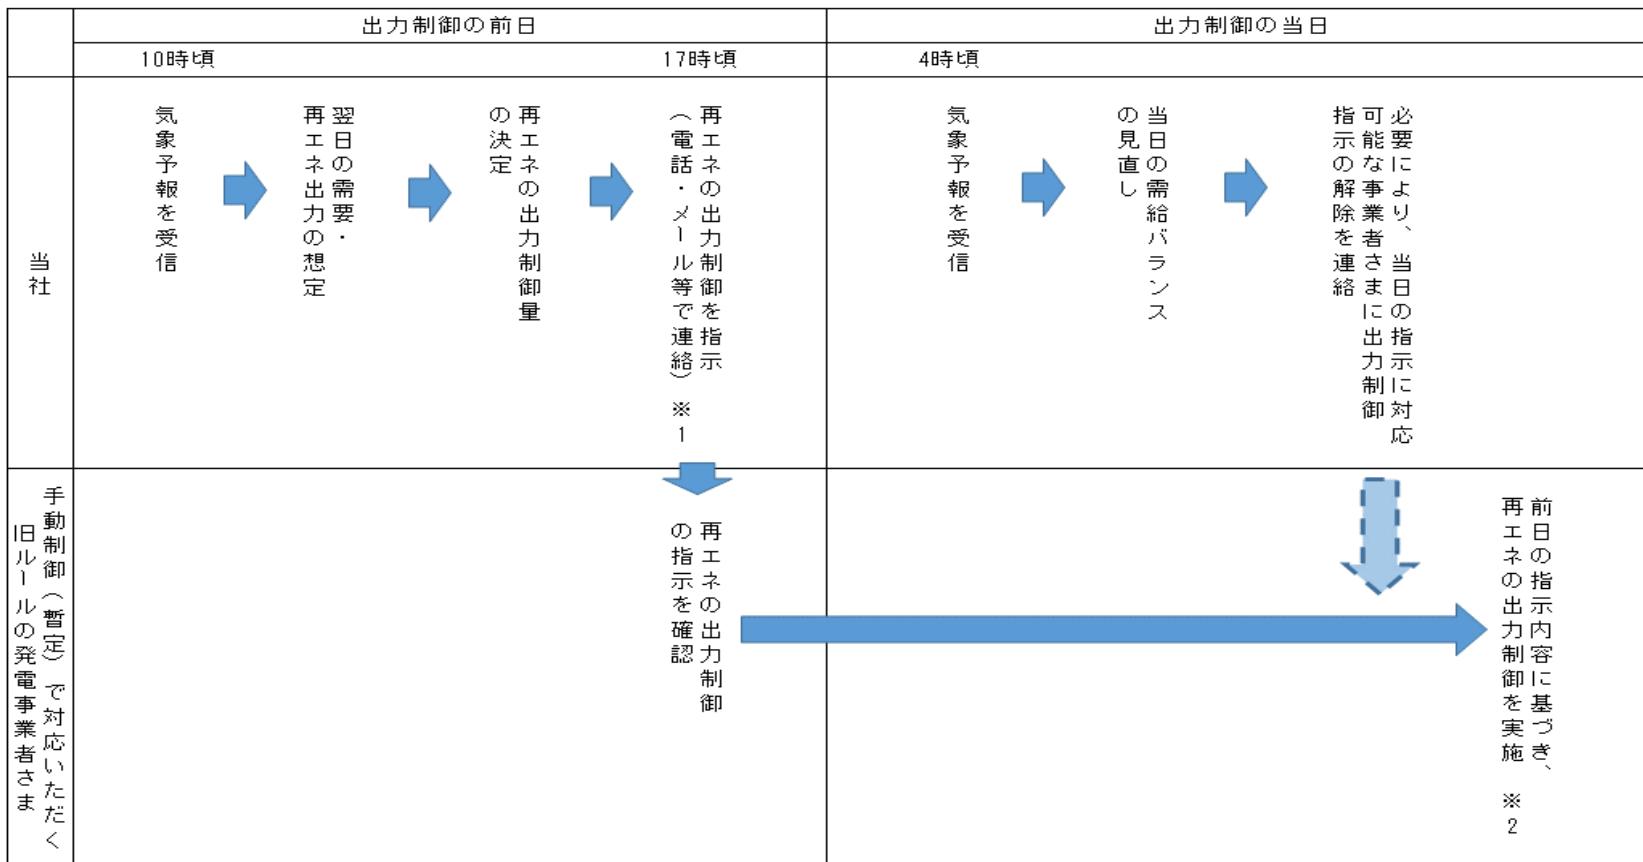 出力制御の前日
出力制御の当日
10時頃
17時頃
4時頃
当社
気象予報を受信
翌日の需要・
再エネ出力の想定
再エネの出力制御量
の決定
再エネの出力制御を指示
（電話・メール等で連絡）※1
気象予報を受信
当日の需給バランス
の見直し
必要により、当日の指示に対応
可能な事業者さまに出力制御
指示の解除を連絡
手動制御（暫定）で対応いただく
旧ルールの発電事業者さま
再エネの出力制御
の指示を確認
前日の指示内容に基づき、
再エネの出力制御を実施 ※2